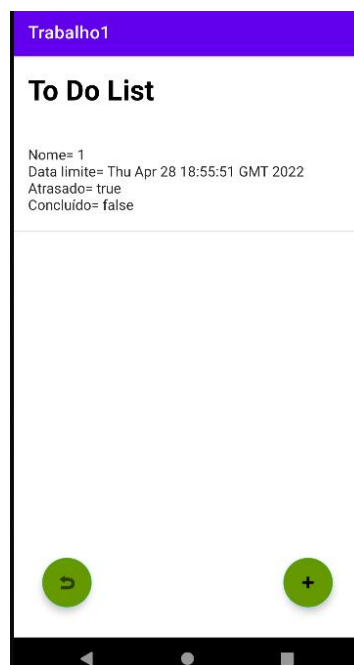 Trabalho1
To Do List
Nome= 1
Data limite= Thu Apr 28 18:55:51 GMT 2022
Atrasado= true
Concluído= false
+